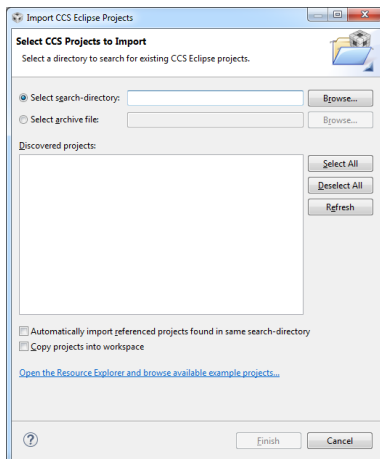 Import CCS Eclipse Projects
Select CCS Projects to Import
Select a directory to search for existing CCS Eclipse projects.
Select search-directory:
Browse...
Select archive file:
Browse...
Discovered projects:
Select All
Deselect All
Refresh
Automatically import referenced projects found in same search-directory
Copy projects into workspace
Open the Resource Explorer and browse available example projects...
?
Finish
Cancel